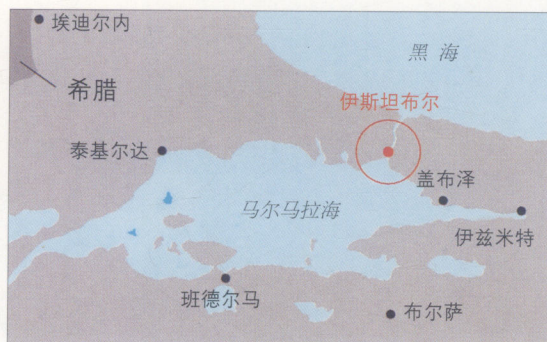 埃迪尔内
黑 海
希腊
伊斯坦布尔
泰基尔达
盖布泽
马尔马拉海
伊兹米特
班德尔马
布尔萨